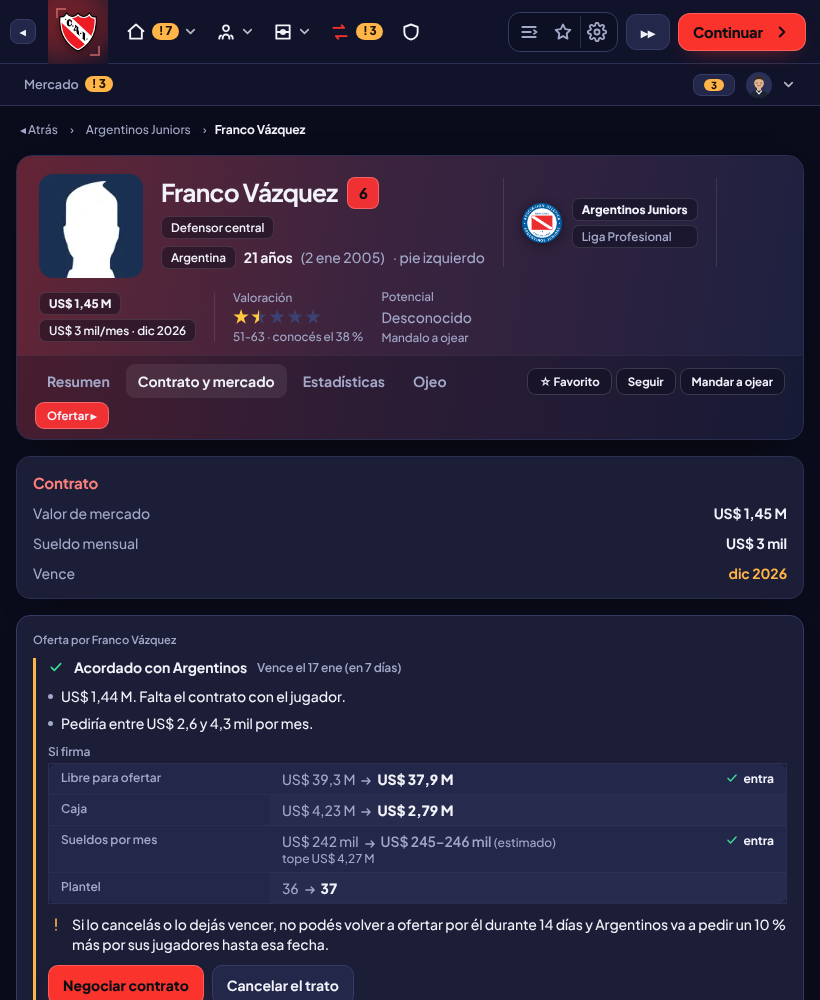 C.A.I
! 7
! 3
Continuar
Mercado ! 3
3
Atrás › Argentinos Juniors › Franco Vázquez
Franco Vázquez 6
Defensor central
Argentina 21 años (2 ene 2005) · pie izquierdo
Argentinos Juniors
Liga Profesional
US$ 1,45 M
US$ 3 mil/mes · dic 2026
Valoración
51-63 · conocés el 38 %
Potencial
Desconocido
Mandalo a ojear
Resumen Contrato y mercado Estadísticas Ojeo
☆ Favorito Seguir Mandar a ojear
Ofertar ▸
Contrato
Valor de mercado US$ 1,45 M
Sueldo mensual US$ 3 mil
Vence dic 2026
Oferta por Franco Vázquez
✓ Acordado con Argentinos Vence el 17 ene (en 7 días)
• US$ 1,44 M. Falta el contrato con el jugador.
• Pediría entre US$ 2,6 y 4,3 mil por mes.
Si firma
Libre para ofertar US$ 39,3 M → US$ 37,9 M ✓ entra
Caja US$ 4,23 M → US$ 2,79 M
Sueldos por mes US$ 242 mil → US$ 245–246 mil (estimado) ✓ entra
tope US$ 4,27 M
Plantel 36 → 37
! Si lo cancelás o lo dejás vencer, no podés volver a ofertar por él durante 14 días y Argentinos va a pedir un 10 %
más por sus jugadores hasta esa fecha.
Negociar contrato Cancelar el trato